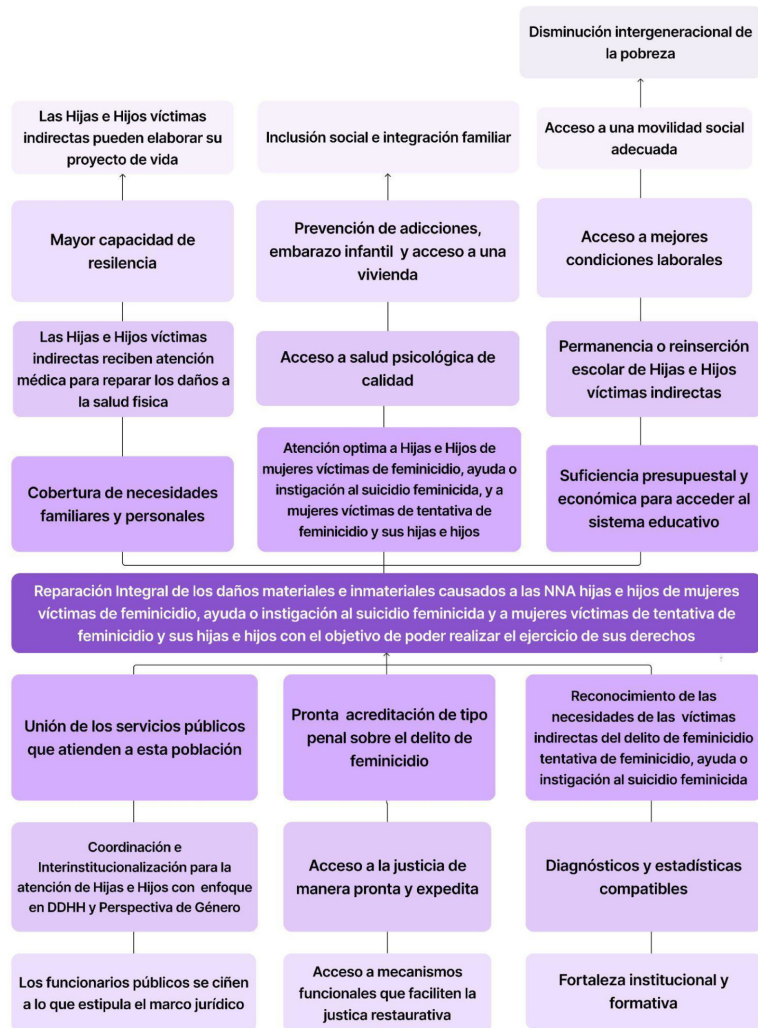 Disminución intergeneracional de
la pobreza
Las Hijas e Hijos víctimas
indirectas pueden elaborar su
proyecto de vida
Inclusión social e integración familiar
Acceso a una movilidad social
adecuada
Mayor capacidad de
resilencia
Prevención de adicciones,
embarazo infantil y acceso a una
vivienda
Acceso a mejores
condiciones laborales
Las Hijas e Hijos víctimas
indirectas reciben atención
médica para reparar los daños a
la salud fisica
Acceso a salud psicológica de
calidad
Permanencia o reinserción
escolar de Hijas e Hijos
víctimas indirectas
Cobertura de necesidades
familiares y personales
Atención optima a Hijas e Hijos de
mujeres víctimas de feminicidio, ayuda o
instigación al suicidio feminicida, y a
mujeres víctimas de tentativa de
feminicidio y sus hijas e hijos
Suficiencia presupuestal y
económica para acceder al
sistema educativo
Reparación Integral de los daños materiales e inmateriales causados a las NNA hijas e hijos de mujeres
víctimas de feminicidio, ayuda o instigación al suicidio feminicida y a mujeres víctimas de tentativa de
feminicidio y sus hijas e hijos con el objetivo de poder realizar el ejercicio de sus derechos
Unión de los servicios públicos
que atienden a esta población
Pronta acreditación de tipo
penal sobre el delito de
feminicidio
Reconocimiento de las
necesidades de las víctimas
indirectas del delito de feminicidio
tentativa de feminicidio, ayuda o
instigación al suicidio feminicida
Coordinación e
Interinstitucionalización para la
atención de Hijas e Hijos con enfoque
en DDHH y Perspectiva de Género
Acceso a la justicia de
manera pronta y expedita
Diagnósticos y estadísticas
compatibles
Los funcionarios públicos se ciñen
a lo que estipula el marco jurídico
Acceso a mecanismos
funcionales que faciliten la
justica restaurativa
Fortaleza institucional y
formativa